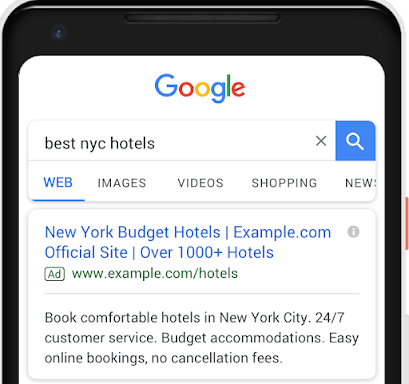 Google
best nyc hotels
WEB IMAGES VIDEOS SHOPPING NEWS
New York Budget Hotels | Example.com
Official Site | Over 1000+ Hotels
Ad www.example.com/hotels
Book comfortable hotels in New York City. 24/7
customer service. Budget accommodations. Easy
online bookings, no cancellation fees.